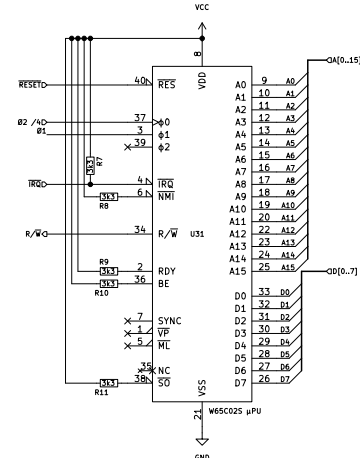 VCC
8
VDD
A[0..15]
RESET 40 RES
A0 9 A0
A1 10 A1
A2 11 A2
Ø2 /4 37 ϕ0
A3 12 A3
Ø1 3 ϕ1
A4 13 A4
39 ϕ2
A5 14 A5
R7 3k3
A6 15 A6
A7 16 A7
IRQ 4 IRQ
A8 17 A8
6 NMI
3k3
R8
A9 18 A9
A10 19 A10
A11 20 A11
R/W 34 R/W U31
A12 22 A12
A13 23 A13
A14 24 A14
R9
3k3 2 RDY
A15 25 A15
D[0..7]
3k3 36 BE
R10
D0 33 D0
D1 32 D1
7 SYNC
D2 31 D2
1 VP
D3 30 D3
5 ML
D4 29 D4
D5 28 D5
35 NC
D6 27 D6
3k3 38 SO
D7 26 D7
R11
VSS
21
W65C02S µPU
GND